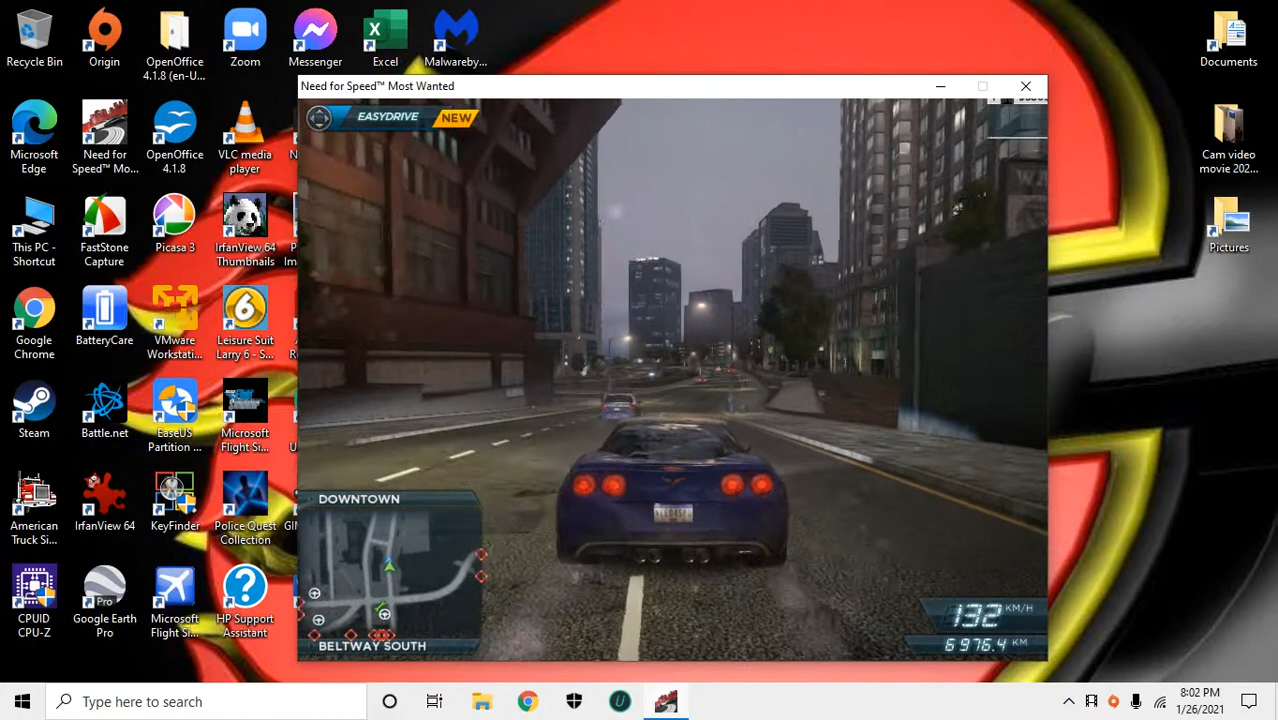 Recycle Bin
Origin
OpenOffice
4.1.8 (en-U...
Zoom
Messenger
Excel
Malwareby...
Documents
Need for Speed™ Most Wanted
EASYDRIVE
NEW
Microsoft
Edge
Need for
Speed™ Mo...
OpenOffice
4.1.8
VLC media
player
Cam video
movie 202...
This PC -
Shortcut
FastStone
Capture
Picasa 3
IrfanView 64
Thumbnails
Pictures
Google
Chrome
BatteryCare
VMware
Workstati...
6
Leisure Suit
Larry 6 - S...
Steam
Battle.net
EaseUS
Partition ...
Microsoft
Flight Si...
American
Truck Si...
IrfanView 64
KeyFinder
Police Quest
Collection
CPUID
CPU-Z
Pro
Google Earth
Pro
Microsoft
Flight Si...
HP Support
Assistant
DOWNTOWN
BELTWAY SOUTH
132 KM/H
6976.4 KM
Type here to search
8:02 PM
1/26/2021